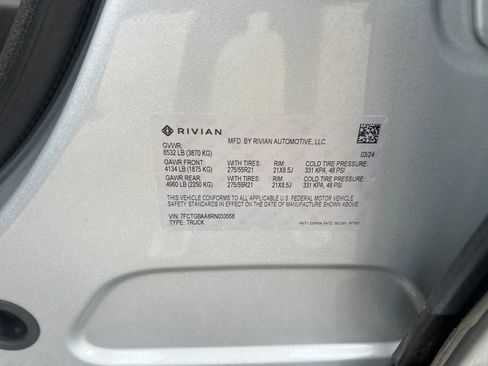 RIVIAN
MFD. BY RIVIAN AUTOMOTIVE, LLC.
GVWR:
8532 LB (3870 KG)
03/24
GAWR FRONT: WITH TIRES: RIM: COLD TIRE PRESSURE:
4134 LB (1875 KG) 275/55R21 21X8.5J 331 KPA, 48 PSI
GAWR REAR: WITH TIRES: RIM: COLD TIRE PRESSURE:
4960 LB (2250 KG) 275/55R21 21X8.5J 331 KPA, 48 PSI
THIS VEHICLE CONFORMS TO ALL APPLICABLE U.S. FEDERAL MOTOR VEHICLE
SAFETY STANDARDS IN EFFECT ON THE DATE OF MANUFACTURE SHOWN ABOVE
VIN: 7FCTGBAA8RN033558
TYPE: TRUCK